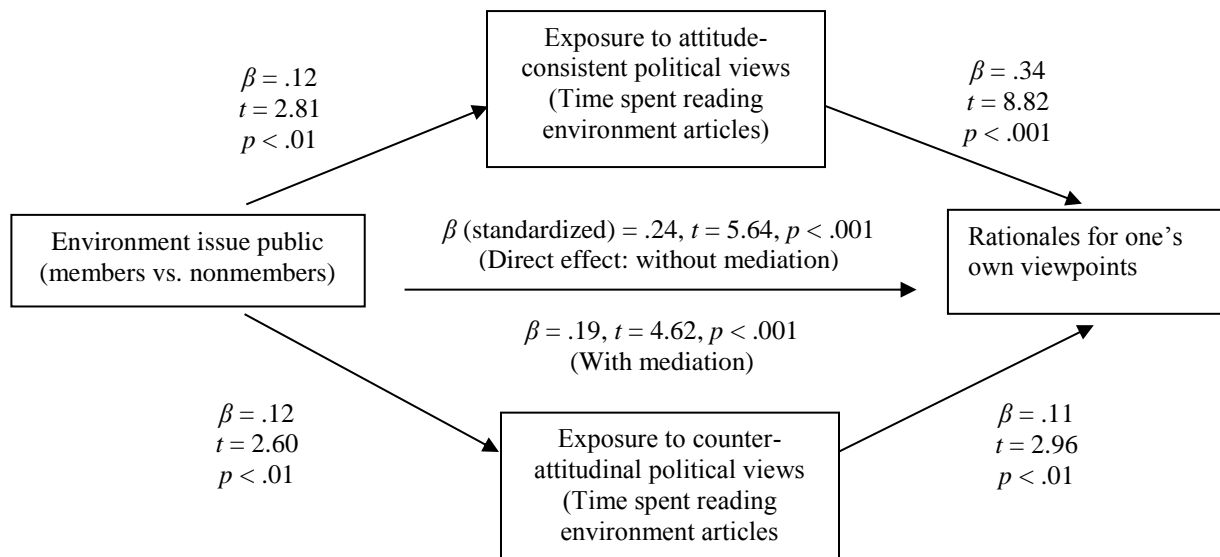 Exposure to attitude-
consistent political views
(Time spent reading
environment articles)
β = .12
t = 2.81
p < .01
β = .34
t = 8.82
p < .001
Environment issue public
(members vs. nonmembers)
β (standardized) = .24, t = 5.64, p < .001
(Direct effect: without mediation)
β = .19, t = 4.62, p < .001
(With mediation)
Rationales for one’s
own viewpoints
β = .12
t = 2.60
p < .01
Exposure to counter-
attitudinal political views
(Time spent reading
environment articles
β = .11
t = 2.96
p < .01